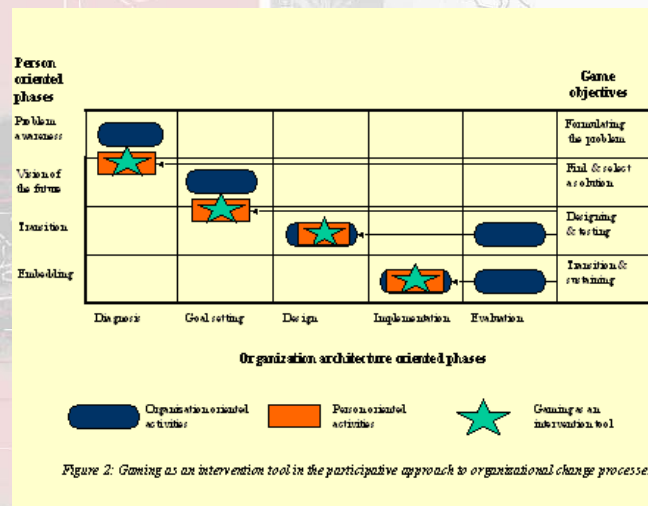 Person
oriented
phases
Game
objectives
Problem
awareness
Formulating
the problem
Vision of
the future
Find & select
a solution
Transition
Designing
& testing
Embedding
Transition &
sustaining
Diagnosis
Goal setting
Design
Implementation
Evaluation
Organization architecture oriented phases
Organisation oriented
activities
Person oriented
activities
Gaming as an
intervention tool
Figure 2: Gaming as an intervention tool in the participative approach to organizational change processe